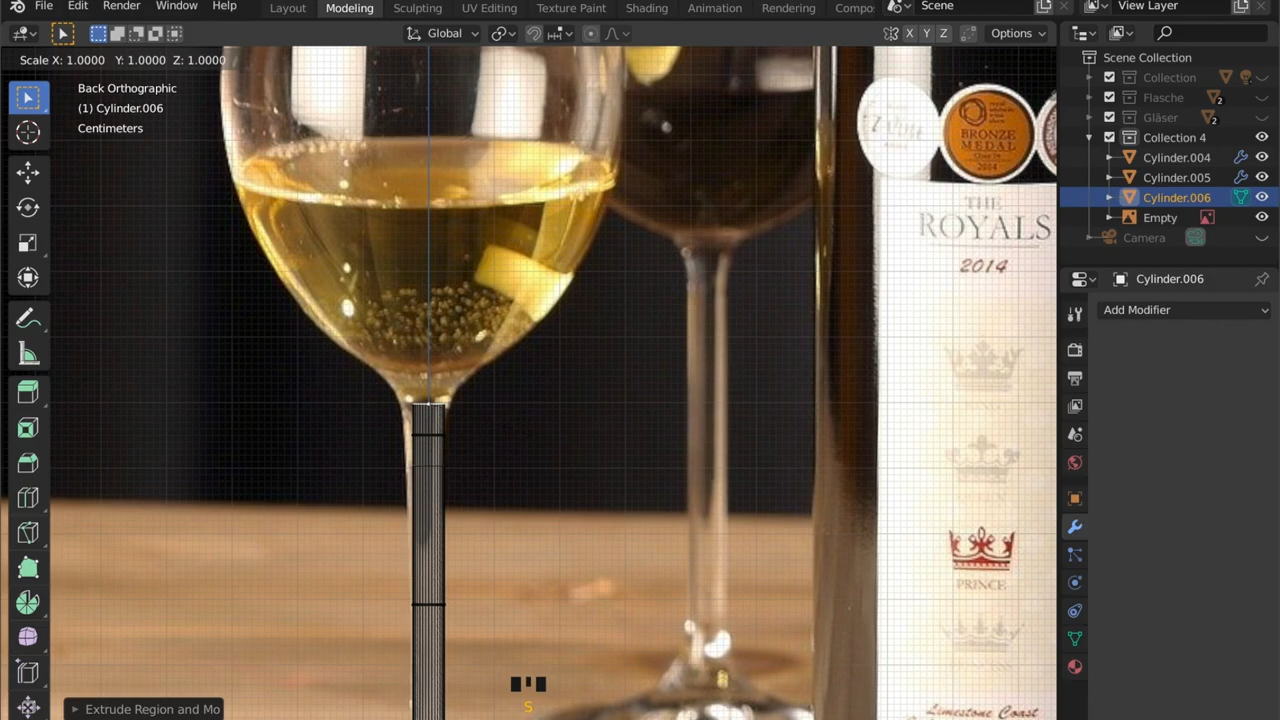 File Edit Render Window Help
Layout Modeling Sculpting UV Editing Texture Paint Shading Animation Rendering Compo
Scene View Layer
Global X Y Z Options
Scale X: 1.0000 Y: 1.0000 Z: 1.0000
Back Orthographic
(1) Cylinder.006
Centimeters
Scene Collection
Collection
Flasche 2
Gläser 2
Collection 4
Cylinder.004
Cylinder.005
Cylinder.006
Empty
Camera
Cylinder.006
Add Modifier
BRONZE
MEDAL
2014
THE
ROYALS
2014
PRINCE
Limestone Coast
S
Extrude Region and Mo